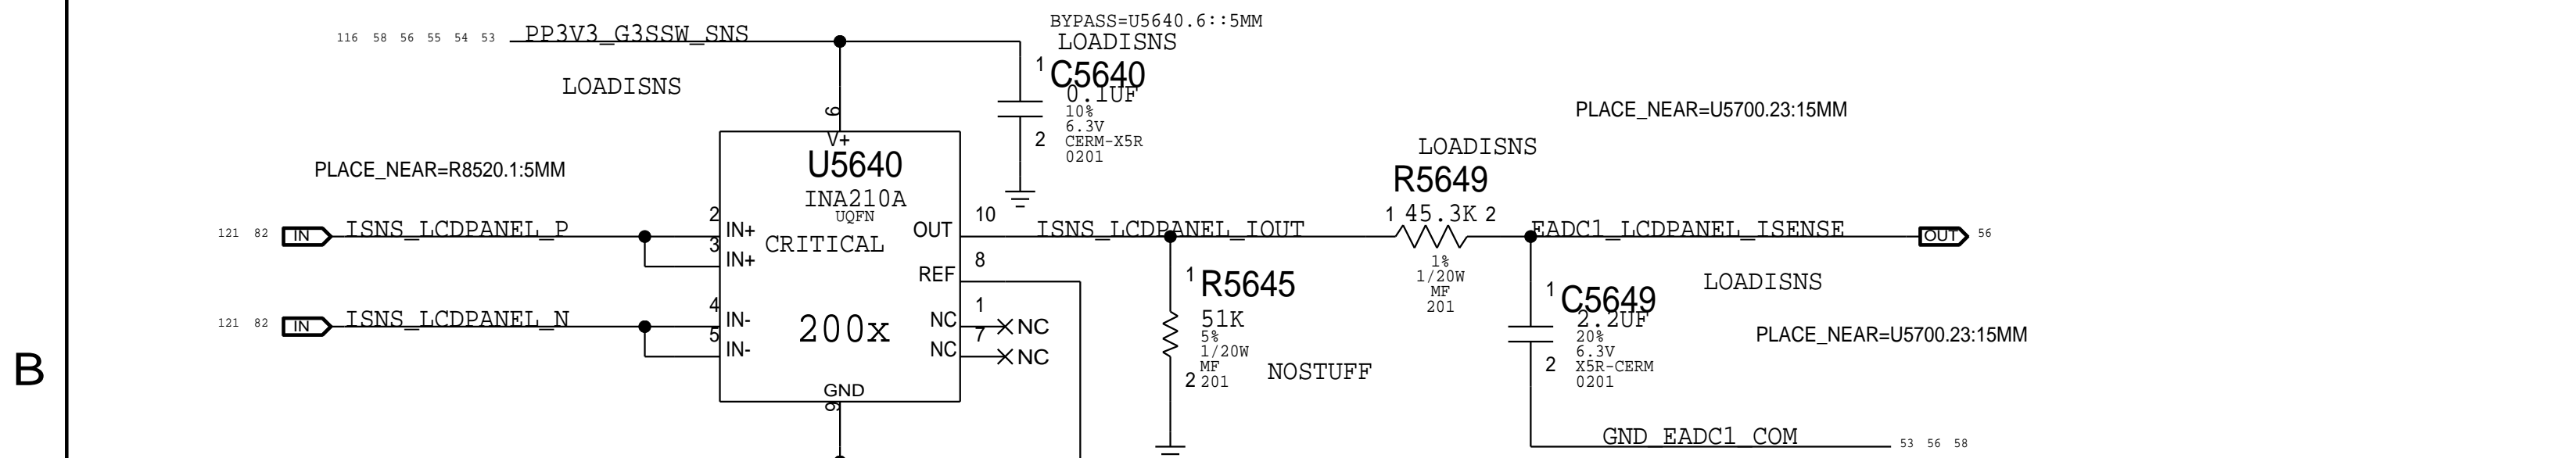 BYPASS=U5640.6::5MM
116 58 56 55 54 53 PP3V3_G3SSW_SNS
LOADISNS
LOADISNS
1 C5640
0.1UF
10%
6.3V
2 CERM-X5R
0201
6
V+
PLACE_NEAR=U5700.23:15MM
PLACE_NEAR=R8520.1:5MM
U5640
INA210A
UQFN
CRITICAL
200x
LOADISNS
R5649
1 45.3K 2
1%
1/20W
MF
201
121 82 IN ISNS_LCDPANEL_P
2 IN+
3 IN+
121 82 IN ISNS_LCDPANEL_N
4 IN-
5 IN-
OUT 10 ISNS_LCDPANEL_IOUT
REF 8
NC 1 NC
NC 7 NC
GND
9
EADC1_LCDPANEL_ISENSE OUT 56
LOADISNS
1 R5645
51K
5%
1/20W
MF
2 201
NOSTUFF
1 C5649
2.2UF
20%
6.3V
2 X5R-CERM
0201
PLACE_NEAR=U5700.23:15MM
GND_EADC1_COM 53 56 58
B